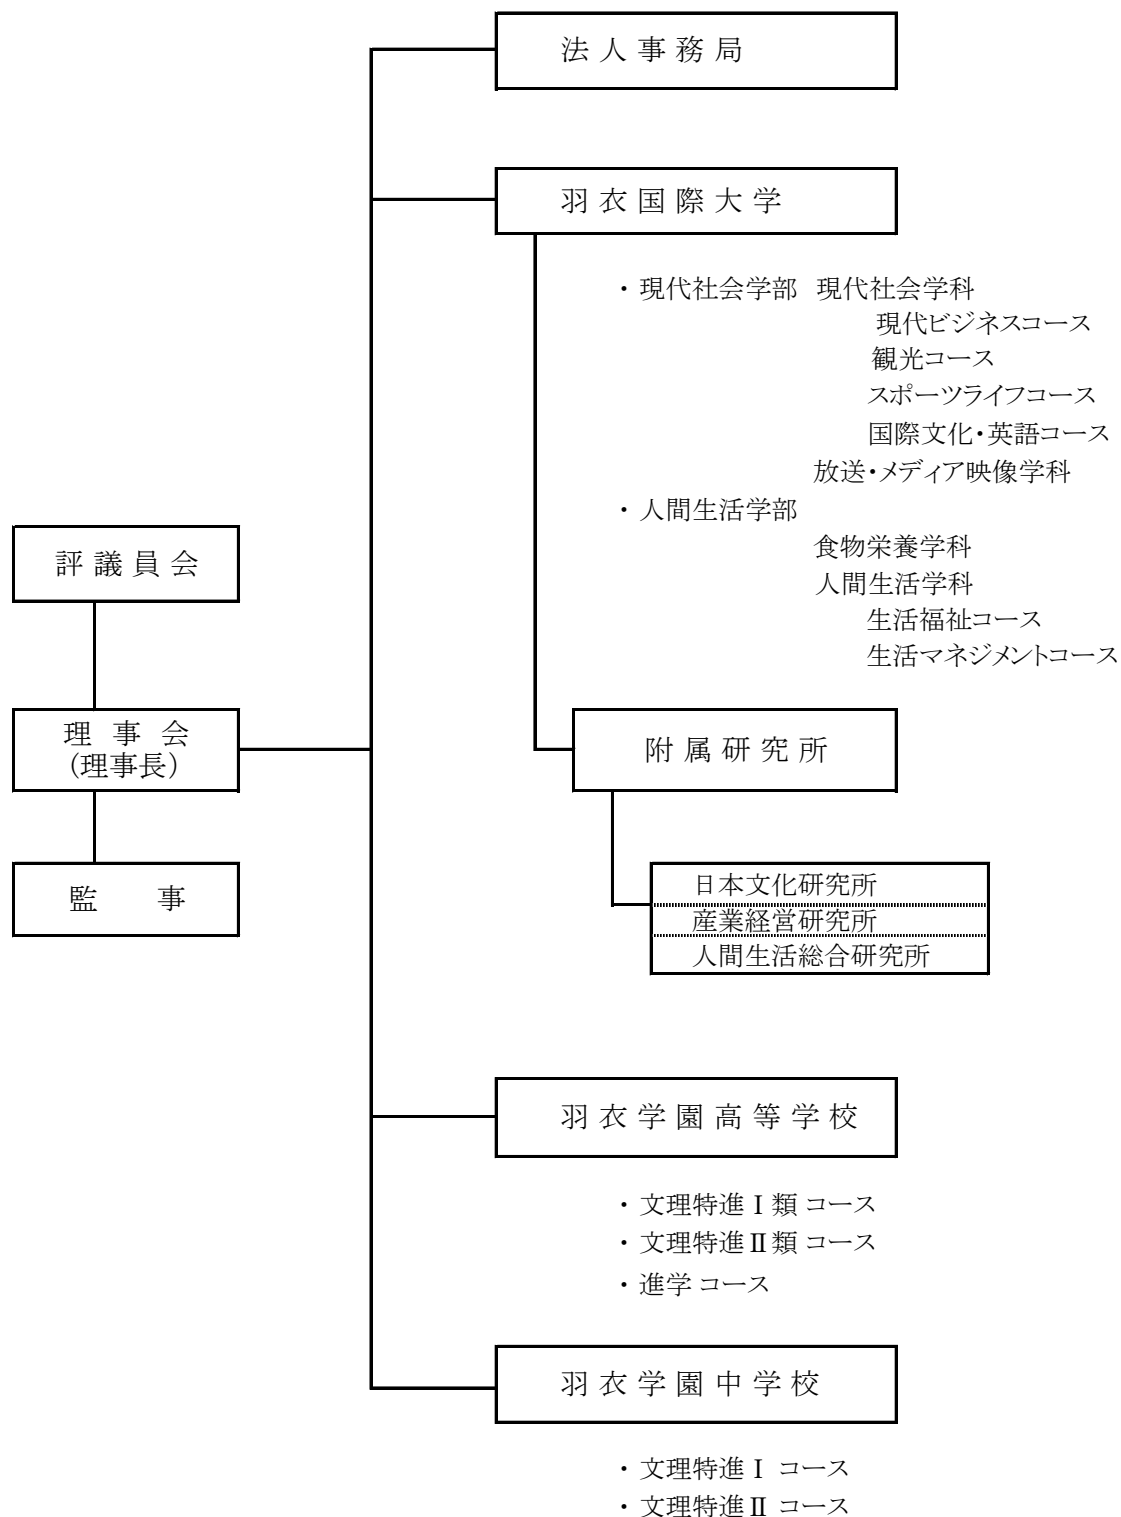 法人事務局
羽衣国際大学
・現代社会学部 現代社会学科
現代ビジネスコース
観光コース
スポーツライフコース
国際文化・英語コース
放送・メディア映像学科
・人間生活学部
食物栄養学科
人間生活学科
生活福祉コース
生活マネジメントコース
評議員会
理事会
(理事長)
監事
附属研究所
日本文化研究所
産業経営研究所
人間生活総合研究所
羽衣学園高等学校
・文理特進Ⅰ類 コース
・文理特進Ⅱ類 コース
・進学 コース
羽衣学園中学校
・文理特進Ⅰ コース
・文理特進Ⅱ コース